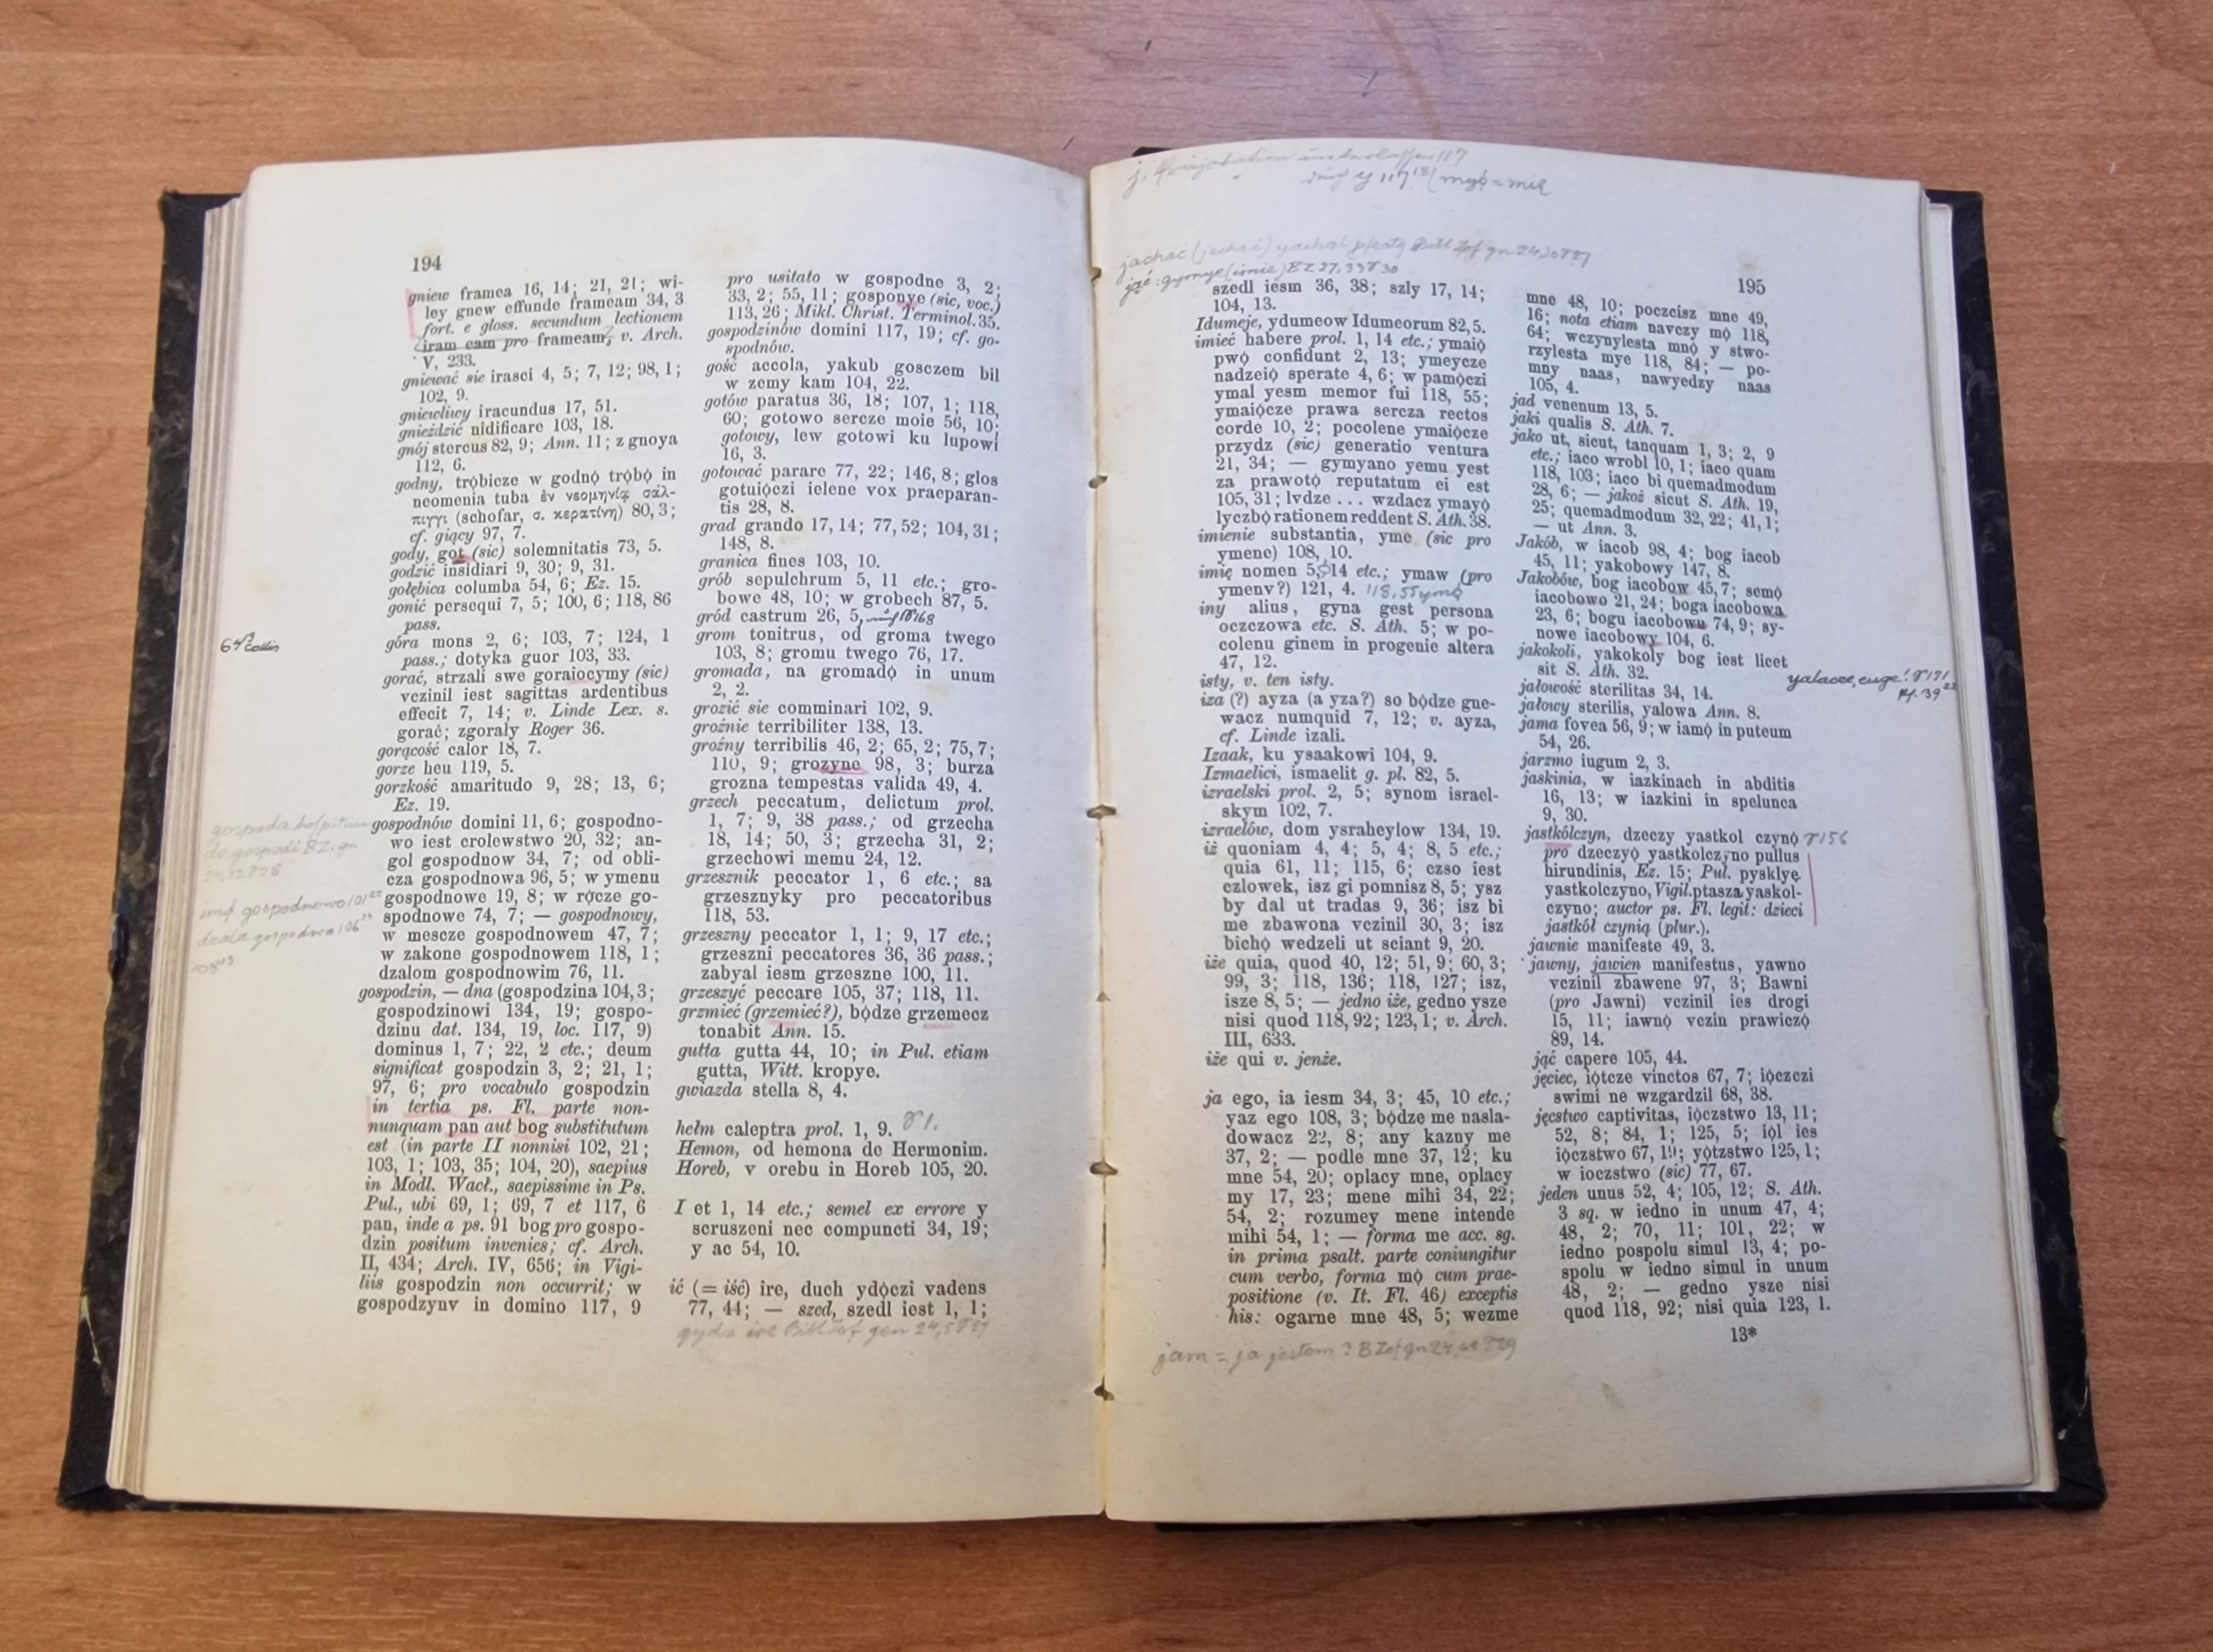 194
gniew framea 16, 14; 21, 21; wi-
ley gnew effunde frameam 34, 3
fort. e gloss. secundum lectionem
iram eam pro frameam, v. Arch.
V, 233.
gniewać sie irasci 4, 5; 7, 12; 98, 1;
102, 9.
gniewliwy iracundus 17, 51.
gnieździć nidificare 103, 18.
gnój stercus 82, 9; Ann. 11; z gnoya
112, 6.
godny, trǫbicze w godnǫ trǫbǫ in
neomenia tuba ἐν νεομηνίᾳ σάλ-
πιγγι (schofar, σ. κερατίνη) 80, 3;
cf. giący 97, 7.
gody, got (sic) solemnitatis 73, 5.
godzić insidiari 9, 30; 9, 31.
gołębica columba 54, 6; Ez. 15.
gonić persequi 7, 5; 100, 6; 118, 86
pass.
góra mons 2, 6; 103, 7; 124, 1
pass.; dotyka guor 103, 33.
gorać, strzali swe goraiocymy (sic)
vczinil iest sagittas ardentibus
effecit 7, 14; v. Linde Lex. s.
gorać; zgorały Roger 36.
gorącość calor 18, 7.
gorze heu 119, 5.
gorzkość amaritudo 9, 28; 13, 6;
Ez. 19.
gospodnów domini 11, 6; gospodno-
wo iest crolewstwo 20, 32; an-
gol gospodnow 34, 7; od obli-
cza gospodnowa 96, 5; w ymenu
gospodnowe 19, 8; w rǫcze go-
spodnowe 74, 7; — gospodnowy,
w mescze gospodnowem 47, 7;
w zakone gospodnowem 118, 1;
dzalom gospodnowim 76, 11.
gospodzin, — dna (gospodzina 104, 3;
gospodzinowi 134, 19; gospo-
dzinu dat. 134, 19, loc. 117, 9)
dominus 1, 7; 22, 2 etc.; deum
significat gospodzin 3, 2; 21, 1;
97, 6; pro vocabulo gospodzin
in tertia ps. Fl. parte non-
nunquam pan aut bog substitutum
est (in parte II nonnisi 102, 21;
103, 1; 103, 35; 104, 20), saepius
in Modl. Wacł., saepissime in Ps.
Pul., ubi 69, 1; 69, 7 et 117, 6
pan, inde a ps. 91 bog pro gospo-
dzin positum invenies; cf. Arch.
II, 434; Arch. IV, 656; in Vigi-
liis gospodzin non occurrit; w
gospodzynv in domino 117, 9
pro usitato w gospodne 3, 2;
33, 2; 55, 11; gosponye (sic, voc.)
113, 26; Mikl. Christ. Terminol. 35.
gospodzinów domini 117, 19; cf. go-
spodnów.
gość accola, yakub gosczem bil
w zemy kam 104, 22.
gotów paratus 36, 18; 107, 1; 118,
60; gotowo sercze moie 56, 10;
gotowy, lew gotowi ku lupowi
16, 3.
gotować parare 77, 22; 146, 8; glos
gotuiǫczi ielene vox praeparan-
tis 28, 8.
grad grando 17, 14; 77, 52; 104, 31;
148, 8.
granica fines 103, 10.
grób sepulchrum 5, 11 etc.; gro-
bowe 48, 10; w grobech 87, 5.
gród castrum 26, 5,
grom tonitrus, od groma twego
103, 8; gromu twego 76, 17.
gromada, na gromadǫ in unum
2, 2.
grozić sie comminari 102, 9.
groźnie terribiliter 138, 13.
groźny terribilis 46, 2; 65, 2; 75, 7;
110, 9; grozyne 98, 3; burza
grozna tempestas valida 49, 4.
grzech peccatum, delictum prol.
1, 7; 9, 38 pass.; od grzecha
18, 14; 50, 3; grzecha 31, 2;
grzechowi memu 24, 12.
grzesznik peccator 1, 6 etc.; sa
grzesznyky pro peccatoribus
118, 53.
grzeszny peccator 1, 1; 9, 17 etc.;
grzeszni peccatores 36, 36 pass.;
zabyal iesm grzeszne 100, 11.
grzeszyć peccare 105, 37; 118, 11.
grzmieć (grzemieć?), bǫdze grzemecz
tonabit Ann. 15.
gutta gutta 44, 10; in Pul. etiam
gutta, Witt. kropye.
gwiazda stella 8, 4.
hełm caleptra prol. 1, 9.
Hemon, od hemona de Hermonim.
Horeb, v orebu in Horeb 105, 20.
I et 1, 14 etc.; semel ex errore y
scruszeni nec compuncti 34, 19;
y ac 54, 10.
ić (= iść) ire, duch ydǫczi vadens
77, 44; — szed, szedl iest 1, 1;
195
szedl iesm 36, 38; szly 17, 14;
104, 13.
Idumeje, ydumeow Idumeorum 82, 5.
imieć habere prol. 1, 14 etc.; ymaiǫ
pwǫ confidunt 2, 13; ymeycze
nadzeiǫ sperate 4, 6; w pamǫczi
ymal yesm memor fui 118, 55;
ymaiǫcze prawa sercza rectos
corde 10, 2; pocolene ymaiǫcze
przydz (sic) generatio ventura
21, 34; — gymyano yemu yest
za prawotǫ reputatum ei est
105, 31; lvdze . . . wzdacz ymayǫ
lyczbǫ rationem reddent S. Ath. 38.
imienie substantia, yme (sic pro
ymene) 108, 10.
imię nomen 5, 14 etc.; ymaw (pro
ymenv?) 121, 4.
iny alius, gyna gest persona
oczczowa etc. S. Ath. 5; w po-
colenu ginem in progenie altera
47, 12.
isty, v. ten isty.
iza (?) ayza (a yza?) so bǫdze gne-
wacz numquid 7, 12; v. ayza,
cf. Linde izali.
Izaak, ku ysaakowi 104, 9.
Izmaelici, ismaelit g. pl. 82, 5.
izraelski prol. 2, 5; synom israel-
skym 102, 7.
izraelów, dom ysraheylow 134, 19.
iż quoniam 4, 4; 5, 4; 8, 5 etc.;
quia 61, 11; 115, 6; czso iest
czlowek, isz gi pomnisz 8, 5; ysz
by dal ut tradas 9, 36; isz bi
me zbawona vczinil 30, 3; isz
bichǫ wedzeli ut sciant 9, 20.
iże quia, quod 40, 12; 51, 9; 60, 3;
99, 3; 118, 136; 118, 127; isz,
isze 8, 5; — jedno iże, gedno ysze
nisi quod 118, 92; 123, 1; v. Arch.
III, 633.
iże qui v. jenże.
ja ego, ia iesm 34, 3; 45, 10 etc.;
yaz ego 108, 3; bǫdze me nasla-
dowacz 22, 8; any kazny me
37, 2; — podle mne 37, 12; ku
mne 54, 20; oplacy mne, oplacy
my 17, 23; mene mihi 34, 22;
54, 2; rozumey mene intende
mihi 54, 1; — forma me acc. sg.
in prima psalt. parte coniungitur
cum verbo, forma mǫ cum prae-
positione (v. It. Fl. 46) exceptis
his: ogarne mne 48, 5; wezme
jam = ja jestem?
mne 48, 10; poczcisz mne 49,
16; nota etiam navczy mǫ 118,
64; wczynylesta mnǫ y stwo-
rzylesta mye 118, 84; — po-
mny naas, nawyedzy naas
105, 4.
jad venenum 13, 5.
jaki qualis S. Ath. 7.
jako ut, sicut, tanquam 1, 3; 2, 9
etc.; iaco wrobl 10, 1; iaco quam
118, 103; iaco bi quemadmodum
28, 6; — jakoż sicut S. Ath. 19,
25; quemadmodum 32, 22; 41, 1;
— ut Ann. 3.
Jakób, w iacob 98, 4; bog iacob
45, 11; yakobowy 147, 8.
Jakobów, bog iacobow 45, 7; semǫ
iacobowo 21, 24; boga iacobowa
23, 6; bogu iacobowu 74, 9; sy-
nowe iacobowy 104, 6.
jakokoli, yakokoly bog iest licet
sit S. Ath. 32.
jałowość sterilitas 34, 14.
jałowy sterilis, yalowa Ann. 8.
jama fovea 56, 9; w iamǫ in puteum
54, 26.
jarzmo iugum 2, 3.
jaskinia, w iazkinach in abditis
16, 13; w iazkini in spelunca
9, 30.
jastkólczyn, dzeczy yastkol czynǫ
pro dzeczyǫ yastkolczyno pullus
hirundinis, Ez. 15; Pul. pysklyę
yastkolczyno, Vigil. ptasza yaskol-
czyno; auctor ps. Fl. legit: dzieci
jastkół czynią (plur.).
jawnie manifeste 49, 3.
jawny, jawien manifestus, yawno
vczinil zbawene 97, 3; Bawni
(pro Jawni) vczinil ies drogi
15, 11; iawnǫ vczin prawiczǫ
89, 14.
jąć capere 105, 44.
jęciec, iǫtcze vinctos 67, 7; iǫczczi
swimi ne wzgardzil 68, 38.
jęcstwo captivitas, iǫczstwo 13, 11;
52, 8; 84, 1; 125, 5; iǫl ies
iǫczstwo 67, 19; yǫtzstwo 125, 1;
w ioczstwo (sic) 77, 67.
jeden unus 52, 4; 105, 12; S. Ath.
3 sq. w iedno in unum 47, 4;
48, 2; 70, 11; 101, 22; w
iedno pospolu simul 13, 4; po-
spolu w iedno simul in unum
48, 2; — gedno ysze nisi
quod 118, 92; nisi quia 123, 1.
13*